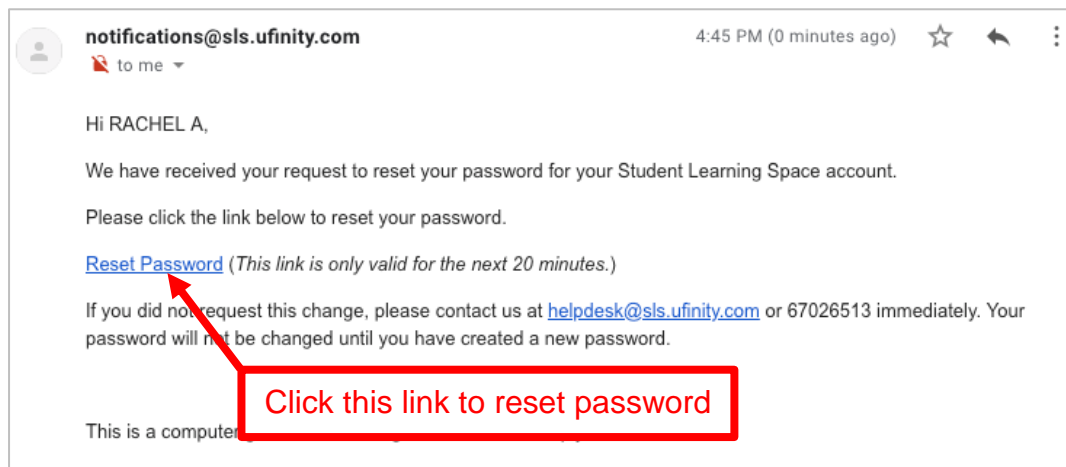 notifications@sls.ufinity.com 4:45 PM (0 minutes ago)
to me
Hi RACHEL A,
We have received your request to reset your password for your Student Learning Space account.
Please click the link below to reset your password.
Reset Password (This link is only valid for the next 20 minutes.)
If you did not request this change, please contact us at helpdesk@sls.ufinity.com or 67026513 immediately. Your
password will not be changed until you have created a new password.
Click this link to reset password
This is a computer